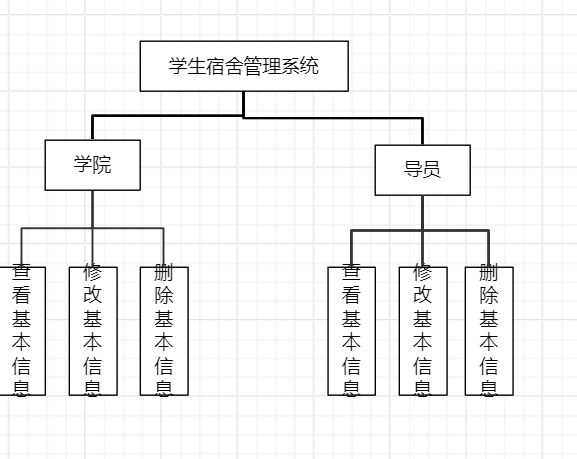 学生宿舍管理系统
学院
导员
查看基本信息
修改基本信息
删除基本信息
查看基本信息
修改基本信息
删除基本信息